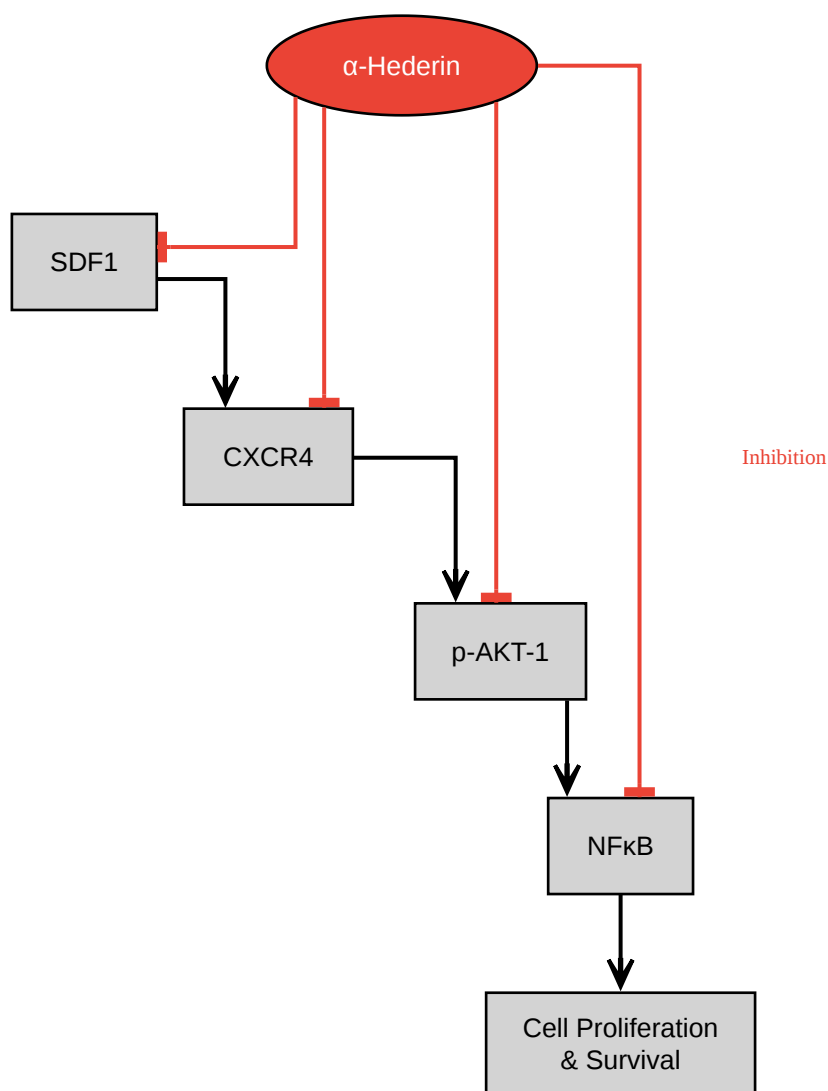 α-Hederin
SDF1
CXCR4
Inhibition
p-AKT-1
NFκB
Cell Proliferation
& Survival